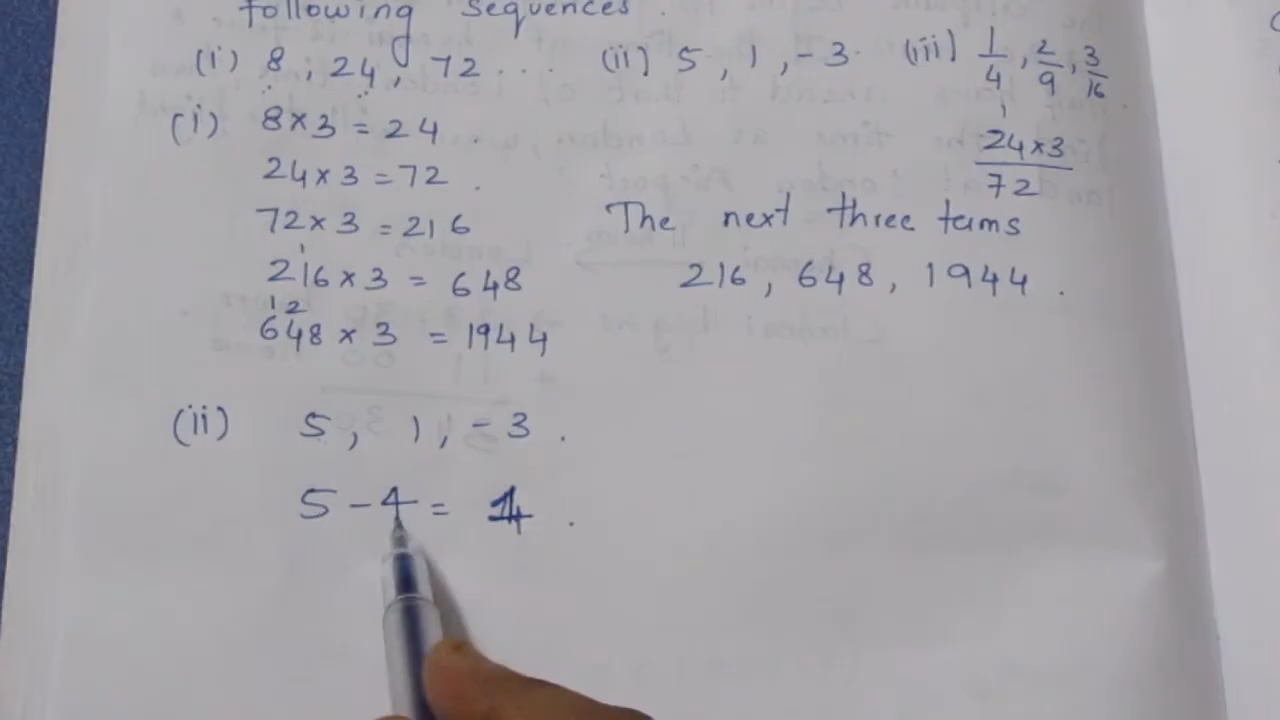 following sequences.
(i) 8, 24, 72 ... (ii) 5, 1, -3. (iii) 1/4, 2/9, 3/16
(i) 8×3 = 24.
24×3
72
24×3 = 72.
72×3 = 216
The next three tams
216×3 = 648
216, 648, 1944.
12
648 × 3 = 1944
(ii) 5, 1, -3.
5-4 =